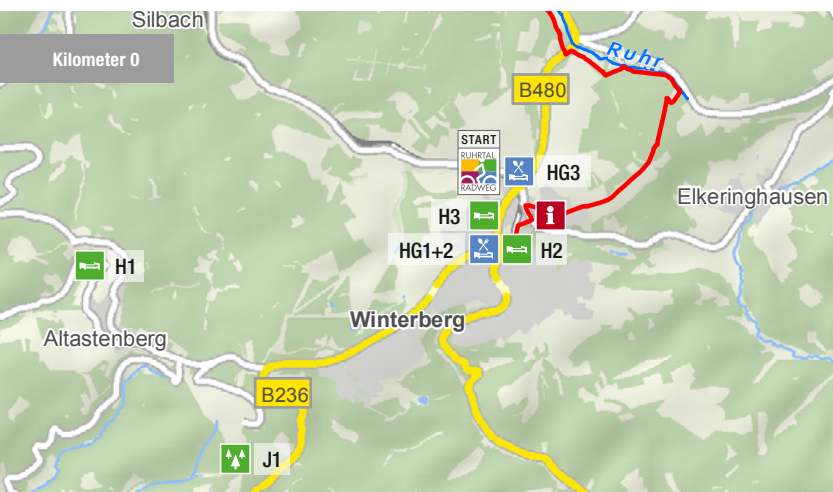 Silbach
Kilometer 0
Ruhr
B480
START
RUHRTAL
RADWEG
HG3
Elkeringhausen
H3
i
HG1+2
H2
H1
Winterberg
Altastenberg
B236
J1